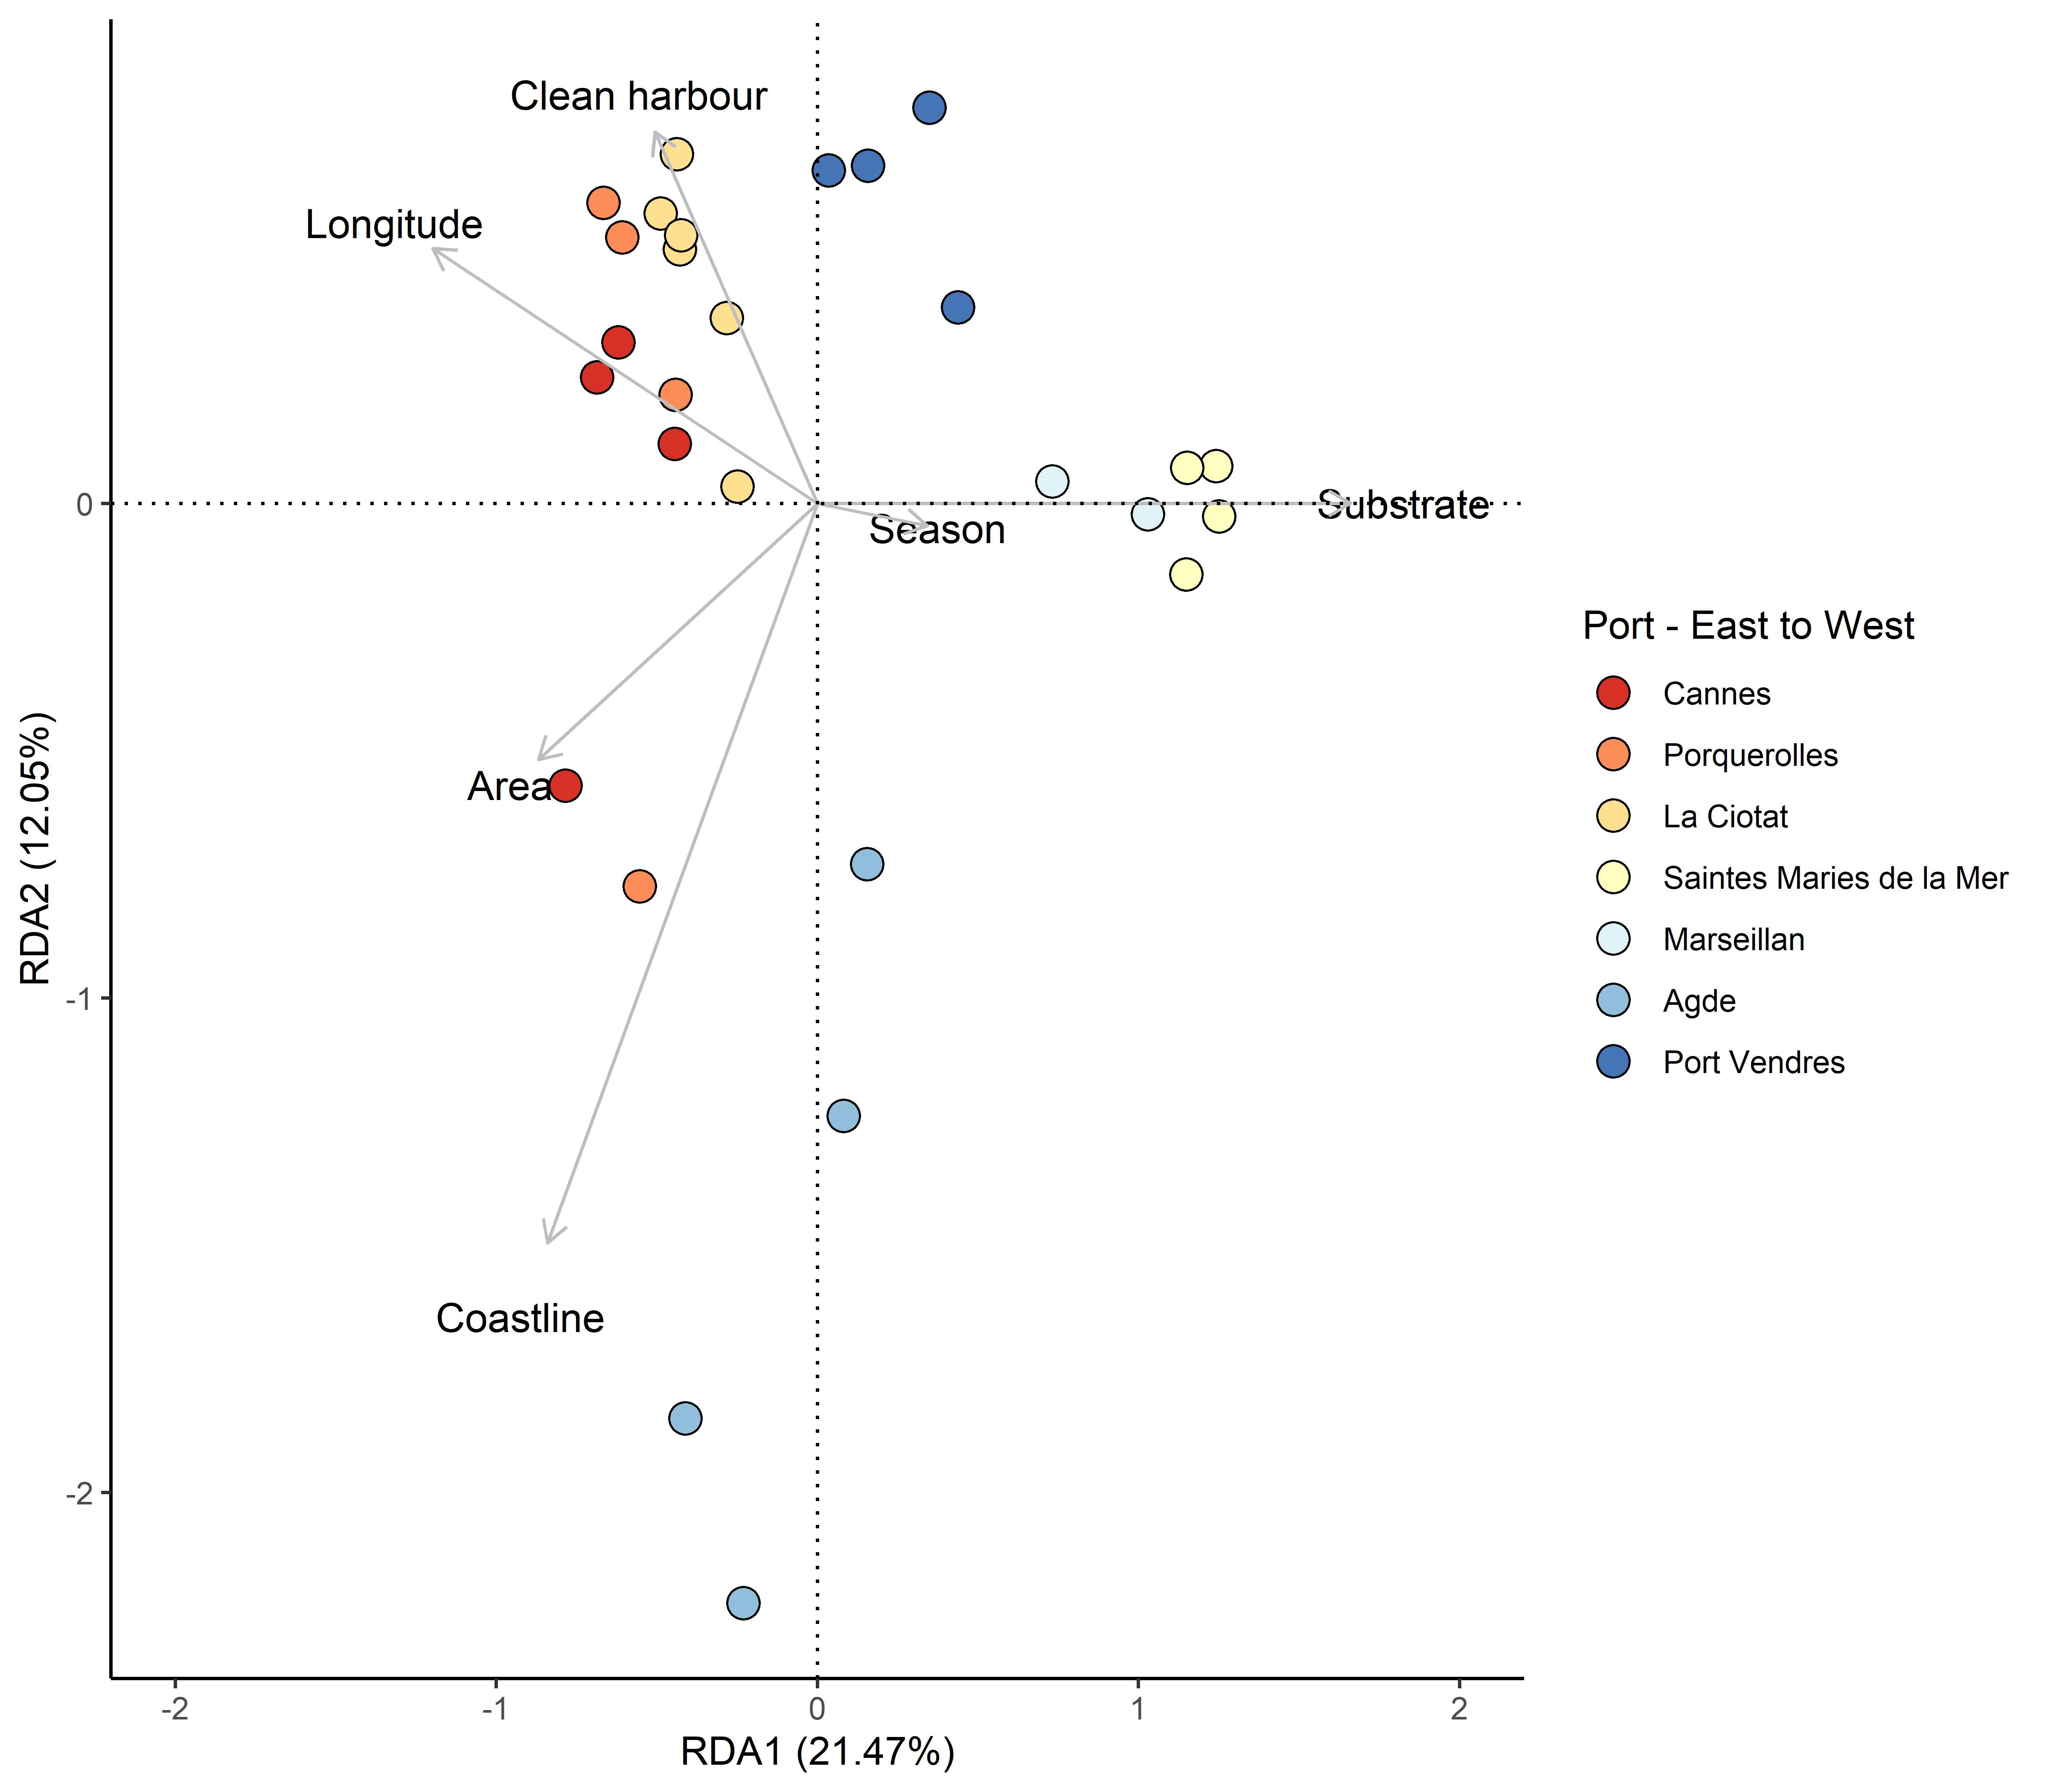 Clean harbour
Longitude
Substrate
Season
Area
Coastline
0
-1
-2
RDA2 (12.05%)
-2
-1
0
1
2
RDA1 (21.47%)
Port - East to West
Cannes
Porquerolles
La Ciotat
Saintes Maries de la Mer
Marseillan
Agde
Port Vendres